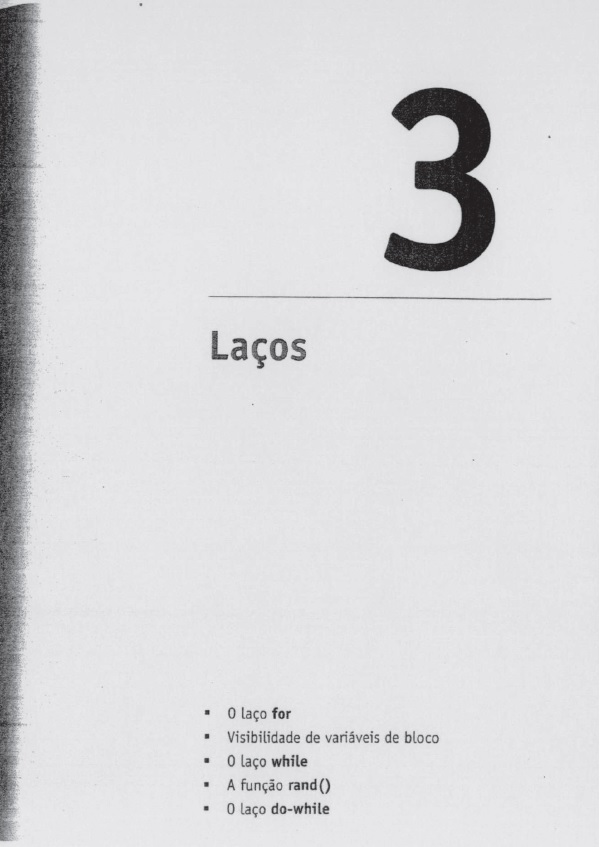 3
Laços
▪ O laço for
▪ Visibilidade de variáveis de bloco
▪ O laço while
▪ A função rand()
▪ O laço do-while